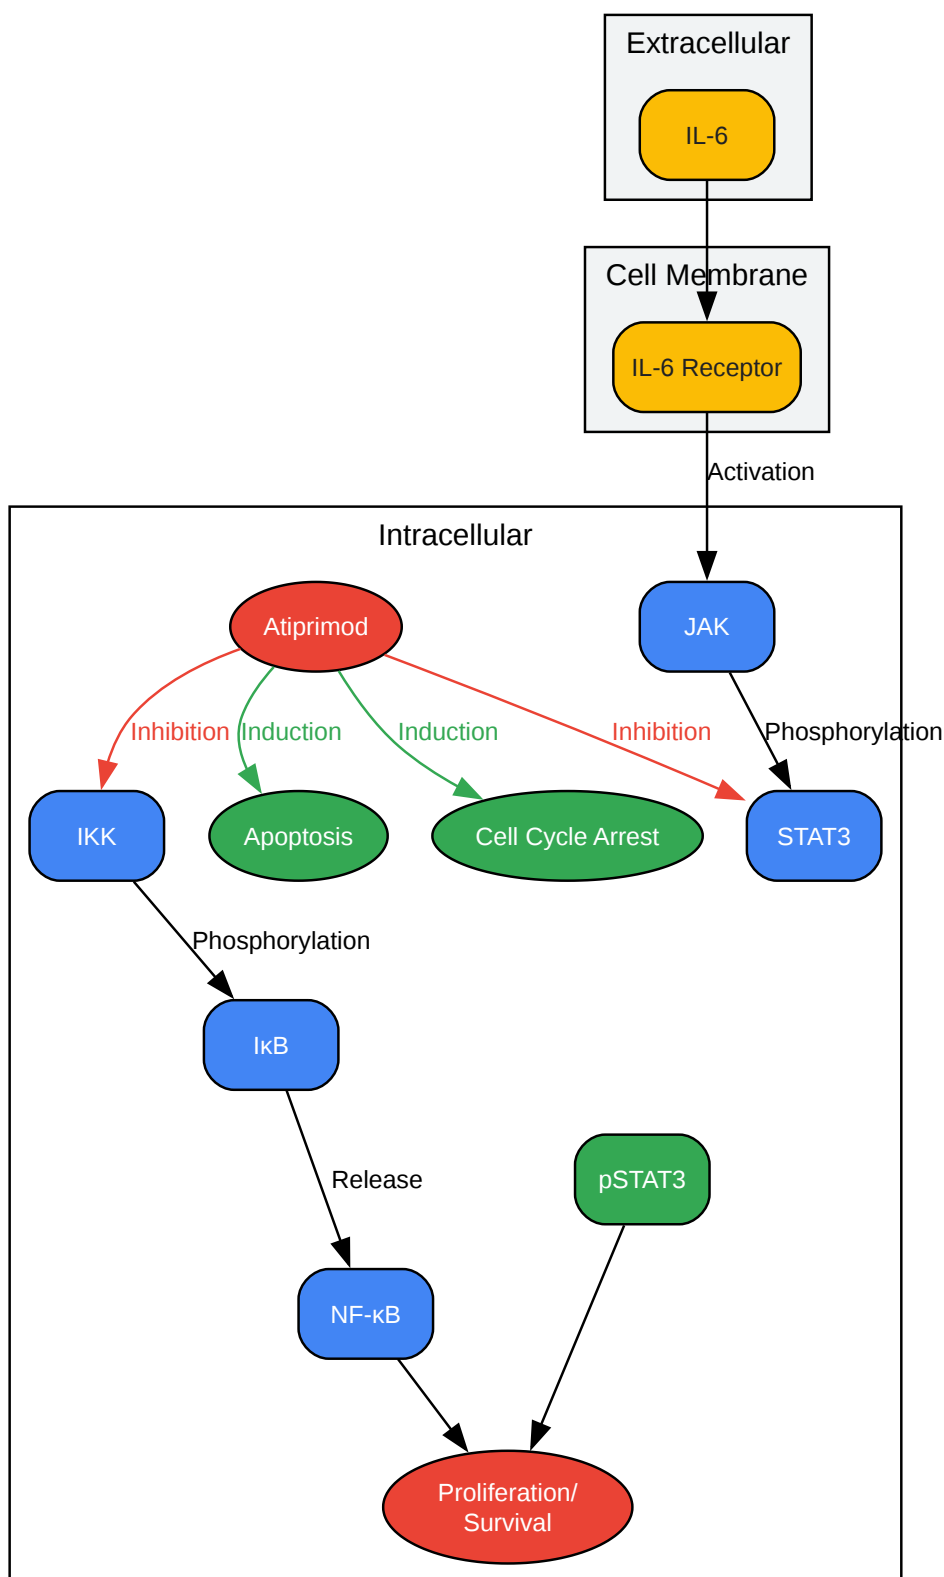 Extracellular
IL-6
Cell Membrane
IL-6 Receptor
Activation
Intracellular
Atiprimod
JAK
Inhibition
Induction
Induction
Inhibition
Phosphorylation
IKK
Apoptosis
Cell Cycle Arrest
STAT3
Phosphorylation
IκB
Release
pSTAT3
NF-κB
Proliferation/
Survival